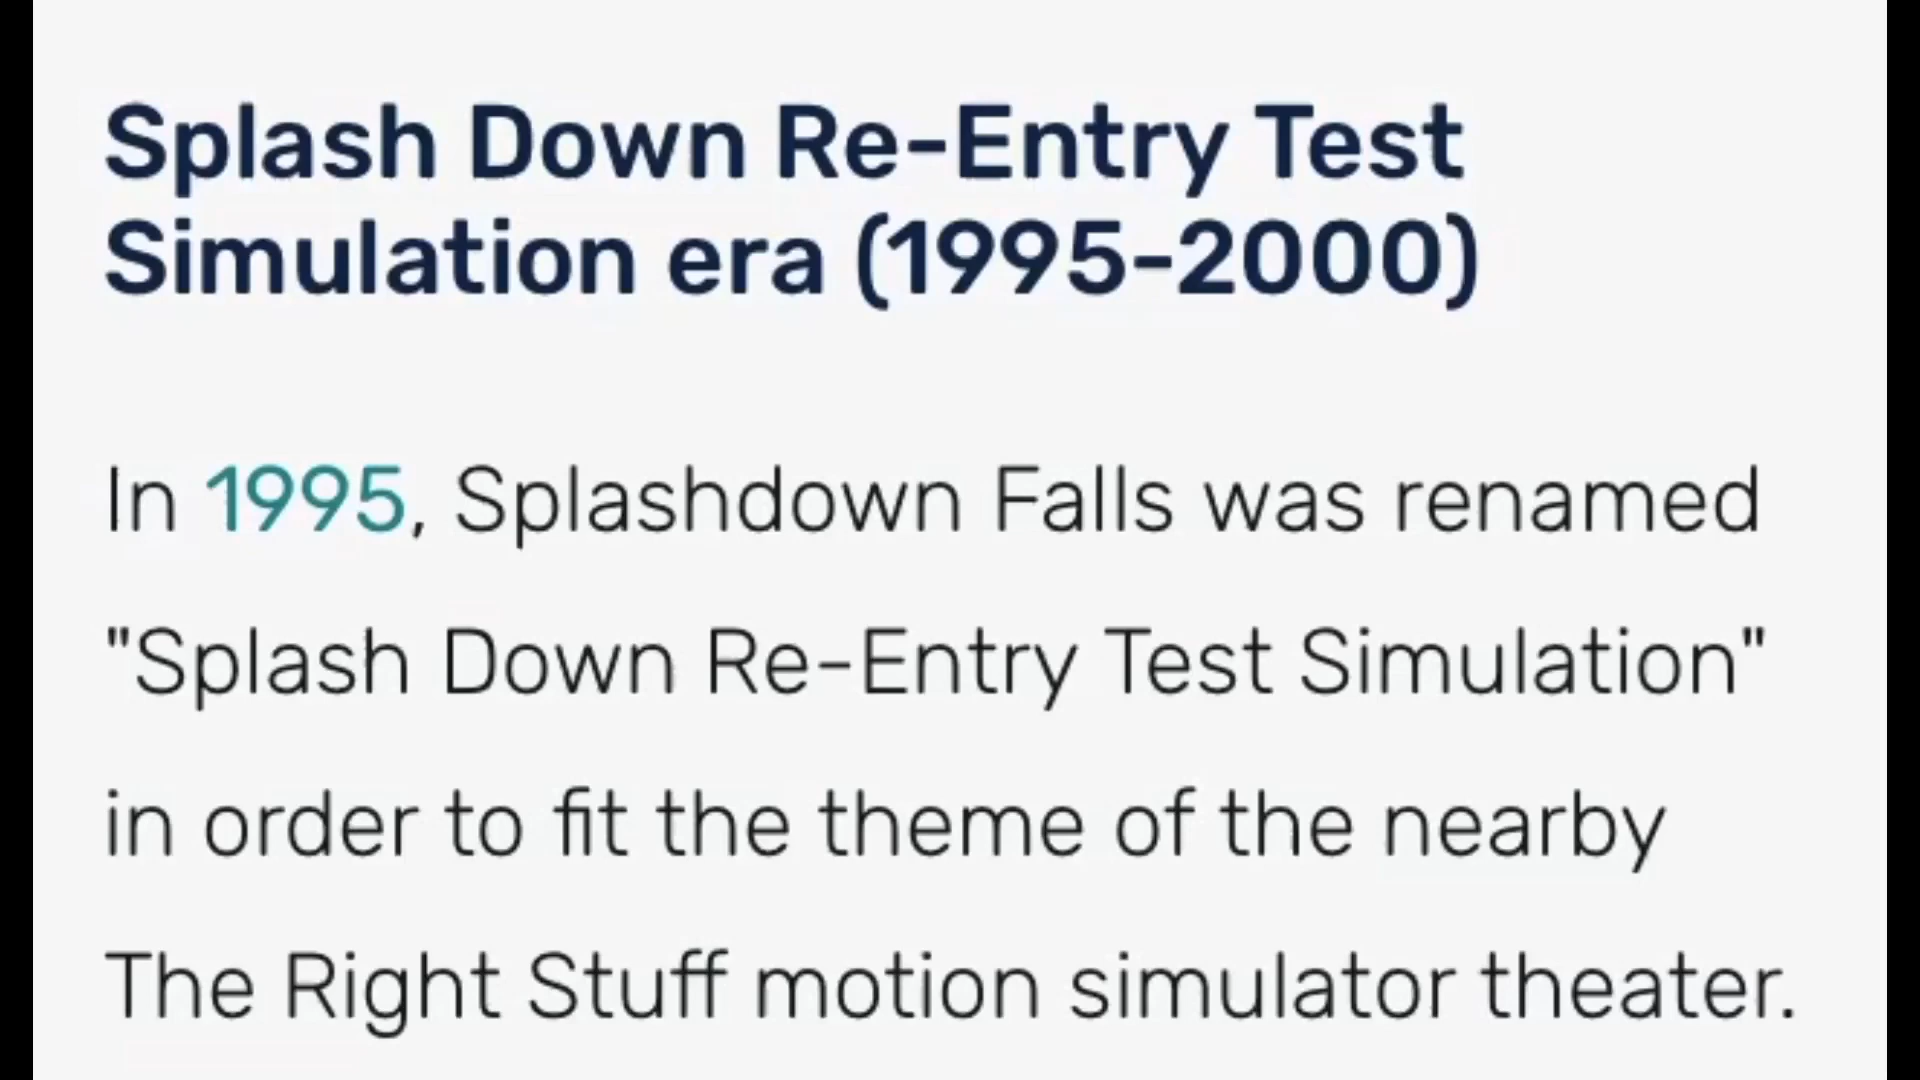 Splash Down Re-Entry Test
Simulation era (1995-2000)
In 1995, Splashdown Falls was renamed
"Splash Down Re-Entry Test Simulation"
in order to fit the theme of the nearby
The Right Stuff motion simulator theater.